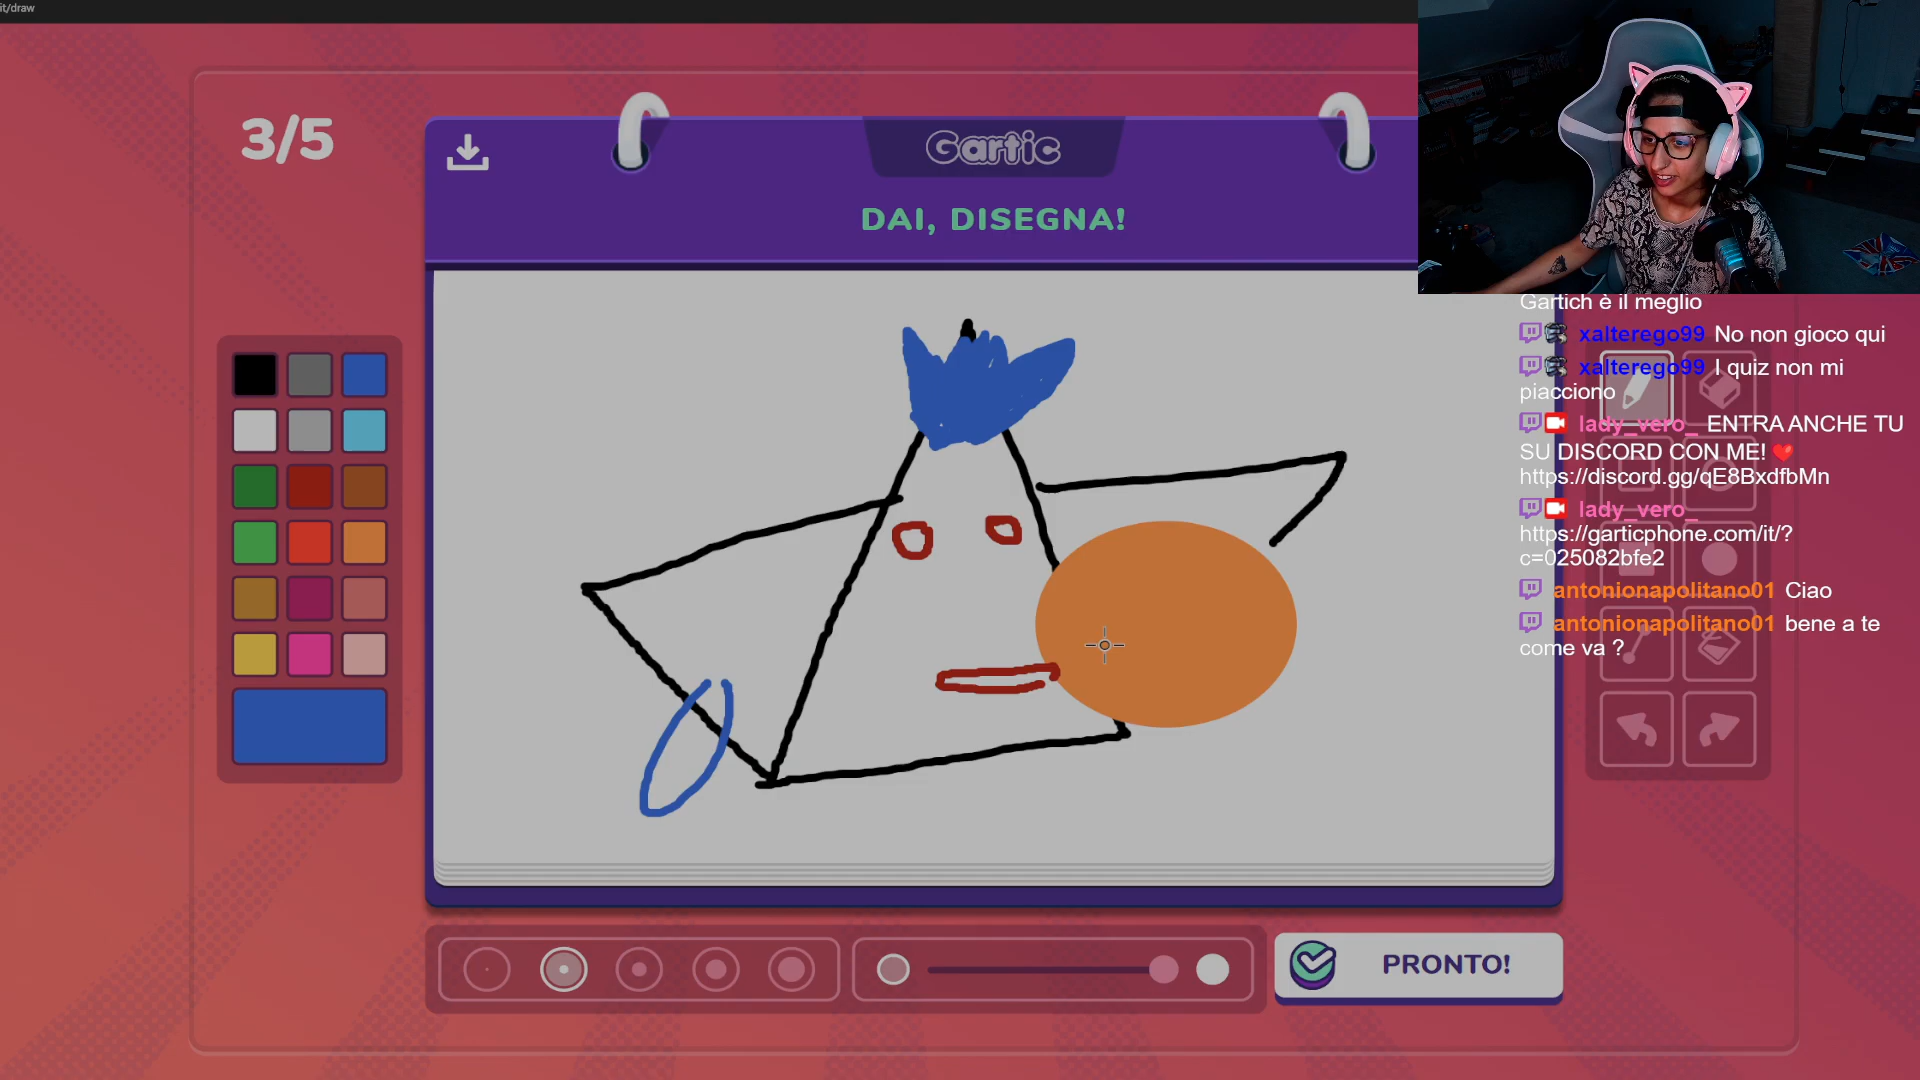 it/draw
3/5
Gartic
DAI, DISEGNA!
Gartich è il meglio
xalterego99 No non gioco qui
xalterego99 I quiz non mi
piacciono
lady_vero_ ENTRA ANCHE TU
SU DISCORD CON ME!
https://discord.gg/qE8BxdfbMn
lady_vero_
https://garticphone.com/it/?
c=025082bfe2
antonionapolitano01 Ciao
antonionapolitano01 bene a te
come va ?
PRONTO!